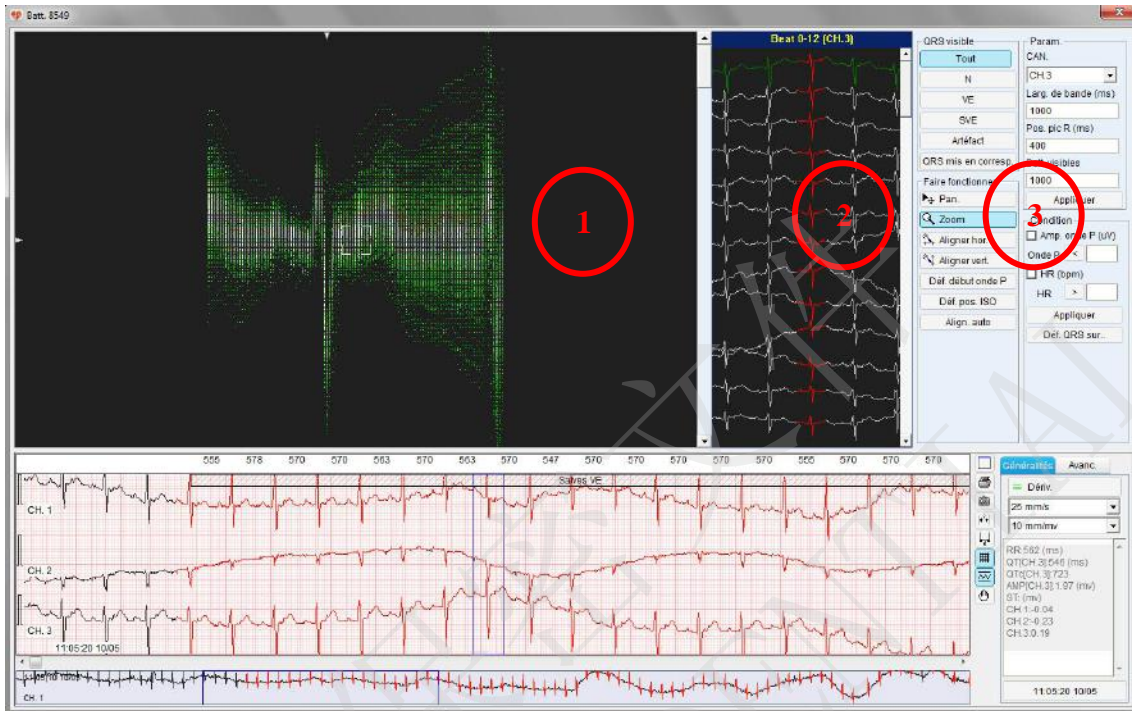 Batt. 8549
Beat 0-12 (CH.3)
QRS visible
Tout
N
VE
SVE
Artéfact
QRS mis en corresp.
Faire fonctionne
Pan.
Zoom
Aligner hor.
Aligner vert.
Déf. début onde P
Déf. pos. ISO
Align. auto
Param.
CAN.
CH.3
Larg. de bande (ms)
1000
Pos. pic R (ms)
400
visibles
1000
Appliquer
Condition
Amp. onde P (uV)
Onde P <
HR (bpm)
HR >
Appliquer
Déf. QRS sur...
1
2
3
555 578 570 570 563 570 563 570 547 570 570 570 570 570 555 570 570 570
Salves VE
CH. 1
CH. 2
CH. 3
11:05:20 10/05
CH. 1
Généralités Avanc.
Dériv.
25 mm/s
10 mm/mv
RR:562 (ms)
QT[CH.3]:546 (ms)
QTc[CH.3]:723
AMP[CH.3]:1.97 (mv)
ST: (mv)
CH.1:-0.04
CH.2:-0.23
CH.3:0.19
11:05:20 10/05